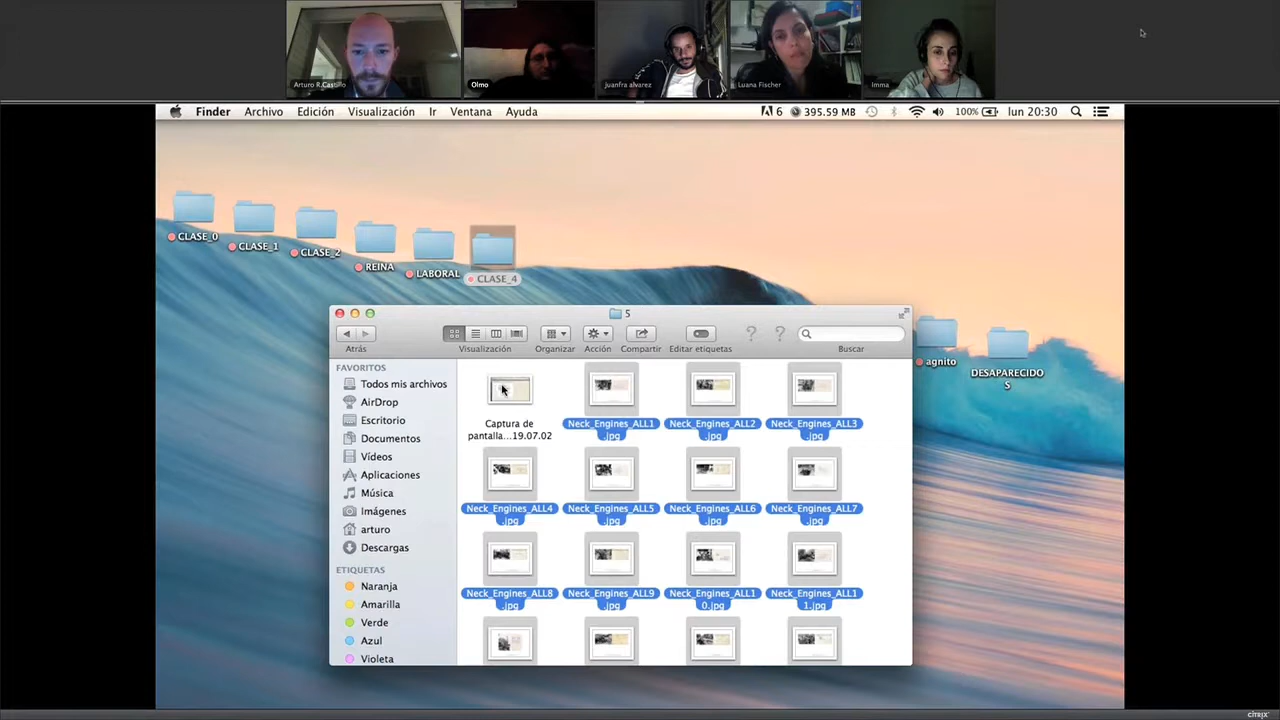 Arturo R.Castillo
Olmo
juanfra alvarez
Luana Fischer
Imma
Finder Archivo Edición Visualización Ir Ventana Ayuda
6 395.59 MB 100% lun 20:30
CLASE_0
CLASE_1
CLASE_2
REINA
LABORAL
CLASE_4
agnito
DESAPARECIDO
S
5
Atrás
Visualización
Organizar
Acción
Compartir
Editar etiquetas
Buscar
FAVORITOS
Todos mis archivos
AirDrop
Escritorio
Documentos
Vídeos
Aplicaciones
Música
Imágenes
arturo
Descargas
ETIQUETAS
Naranja
Amarilla
Verde
Azul
Violeta
Captura de
pantalla...19.07.02
Neck_Engines_ALL1
.jpg
Neck_Engines_ALL2
.jpg
Neck_Engines_ALL3
.jpg
Neck_Engines_ALL4
.jpg
Neck_Engines_ALL5
.jpg
Neck_Engines_ALL6
.jpg
Neck_Engines_ALL7
.jpg
Neck_Engines_ALL8
.jpg
Neck_Engines_ALL9
.jpg
Neck_Engines_ALL1
0.jpg
Neck_Engines_ALL1
1.jpg
CITRIX